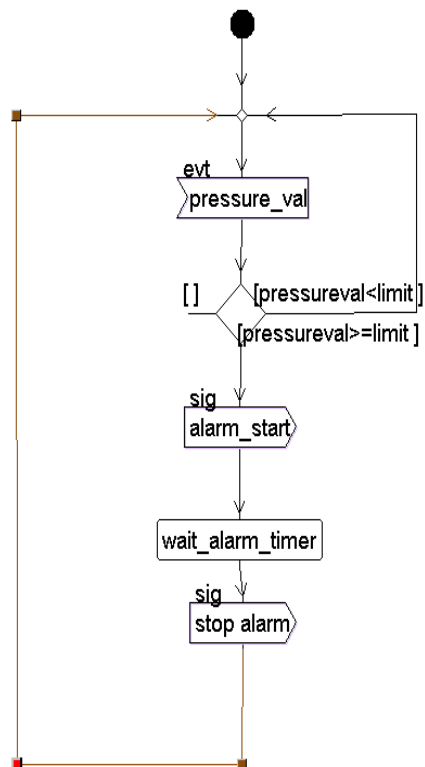 evt
pressure_val
[ ]
[pressureval<limit ]
[pressureval>=limit ]
sig
alarm_start
wait_alarm_timer
sig
stop alarm